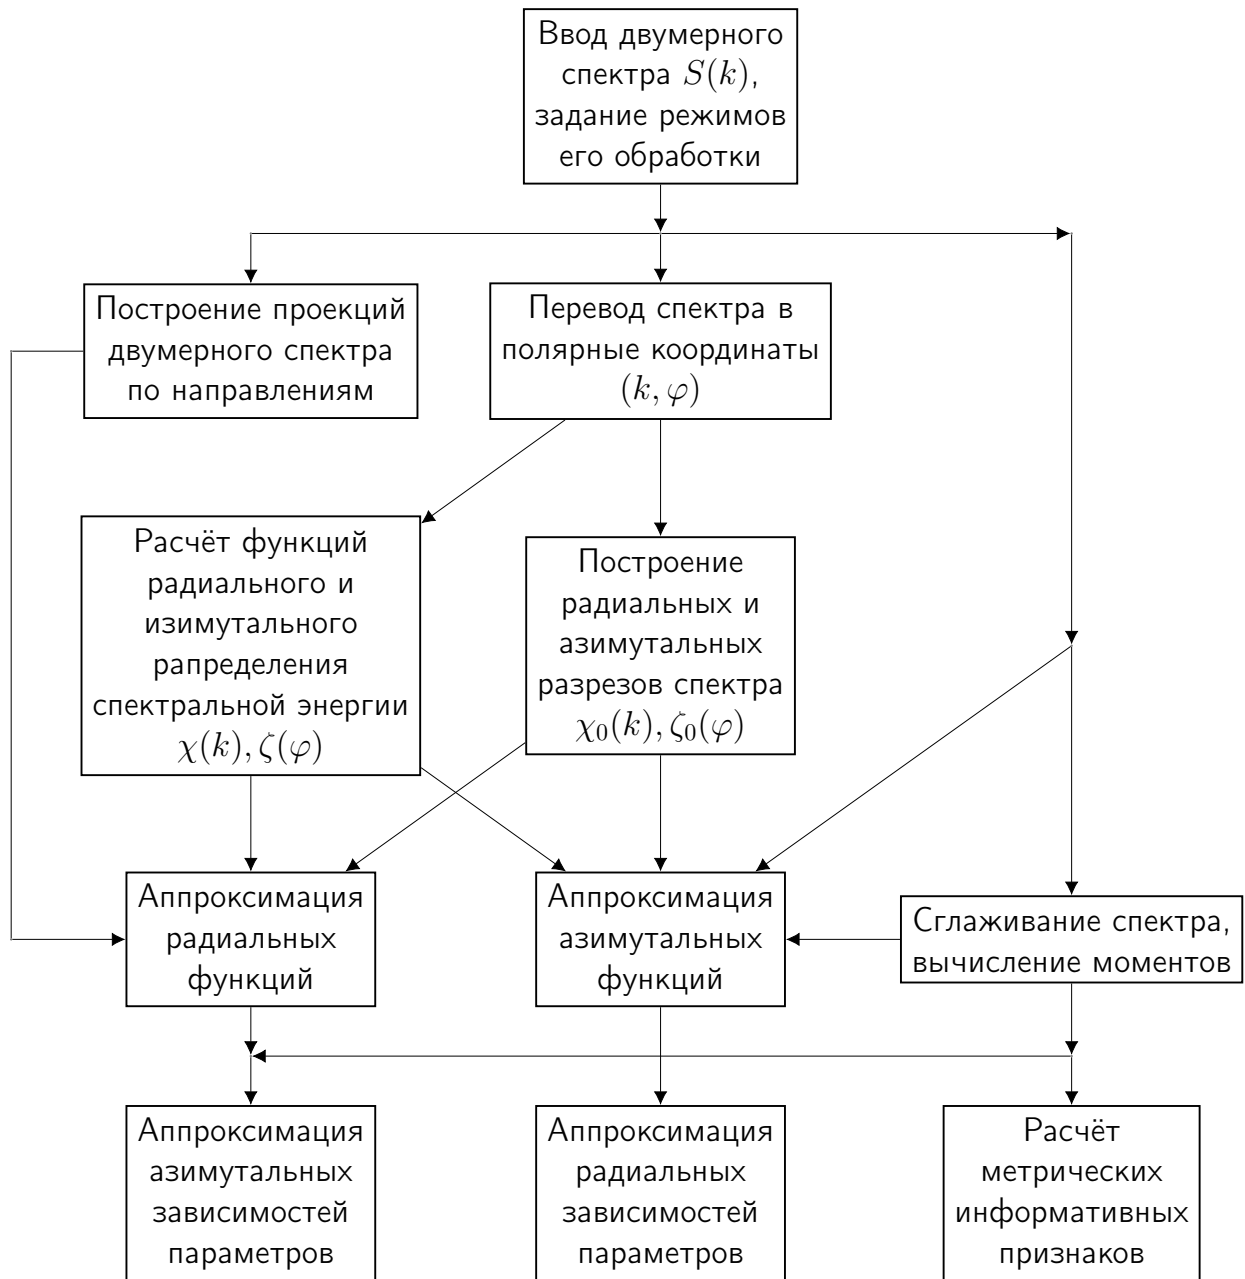 Ввод двумерного
спектра S(k),
задание режимов
его обработки
Построение проекций
двумерного спектра
по направлениям
Перевод спектра в
полярные координаты
(k, φ)
Расчёт функций
радиального и
изимутального
рапределения
спектральной энергии
χ(k), ζ(φ)
Построение
радиальных и
азимутальных
разрезов спектра
χ₀(k), ζ₀(φ)
Аппроксимация
радиальных
функций
Аппроксимация
азимутальных
функций
Сглаживание спектра,
вычисление моментов
Аппроксимация
азимутальных
зависимостей
параметров
Аппроксимация
радиальных
зависимостей
параметров
Расчёт
метрических
информативных
признаков